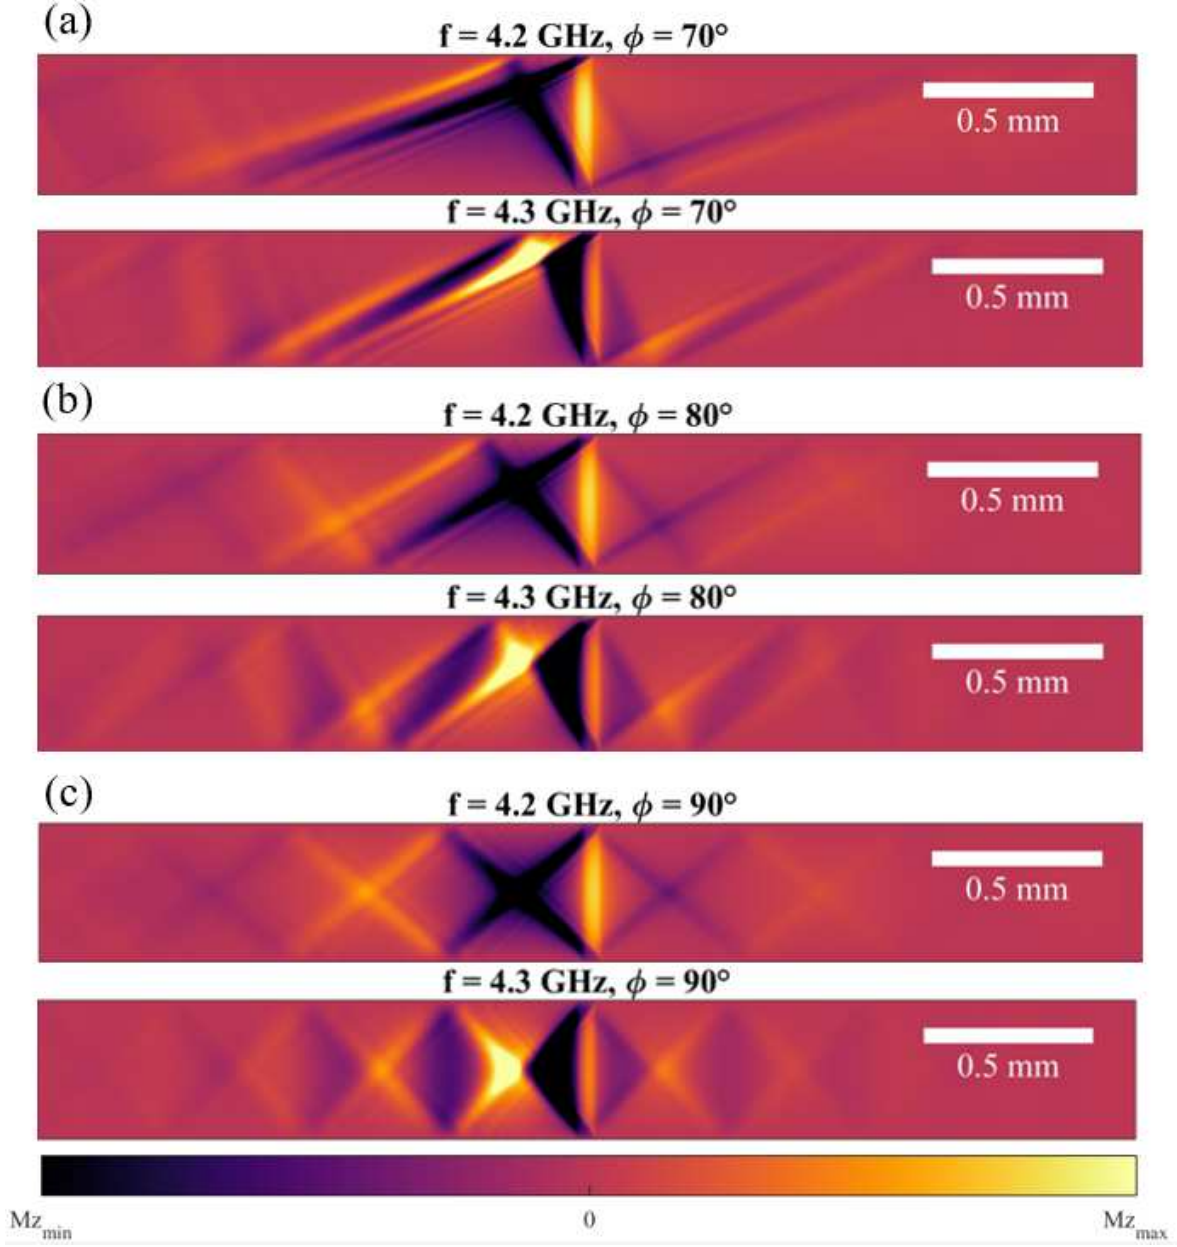 (a)
f = 4.2 GHz, ϕ = 70°
0.5 mm
f = 4.3 GHz, ϕ = 70°
0.5 mm
(b)
f = 4.2 GHz, ϕ = 80°
0.5 mm
f = 4.3 GHz, ϕ = 80°
0.5 mm
(c)
f = 4.2 GHz, ϕ = 90°
0.5 mm
f = 4.3 GHz, ϕ = 90°
0.5 mm
Mz_min 0 Mz_max